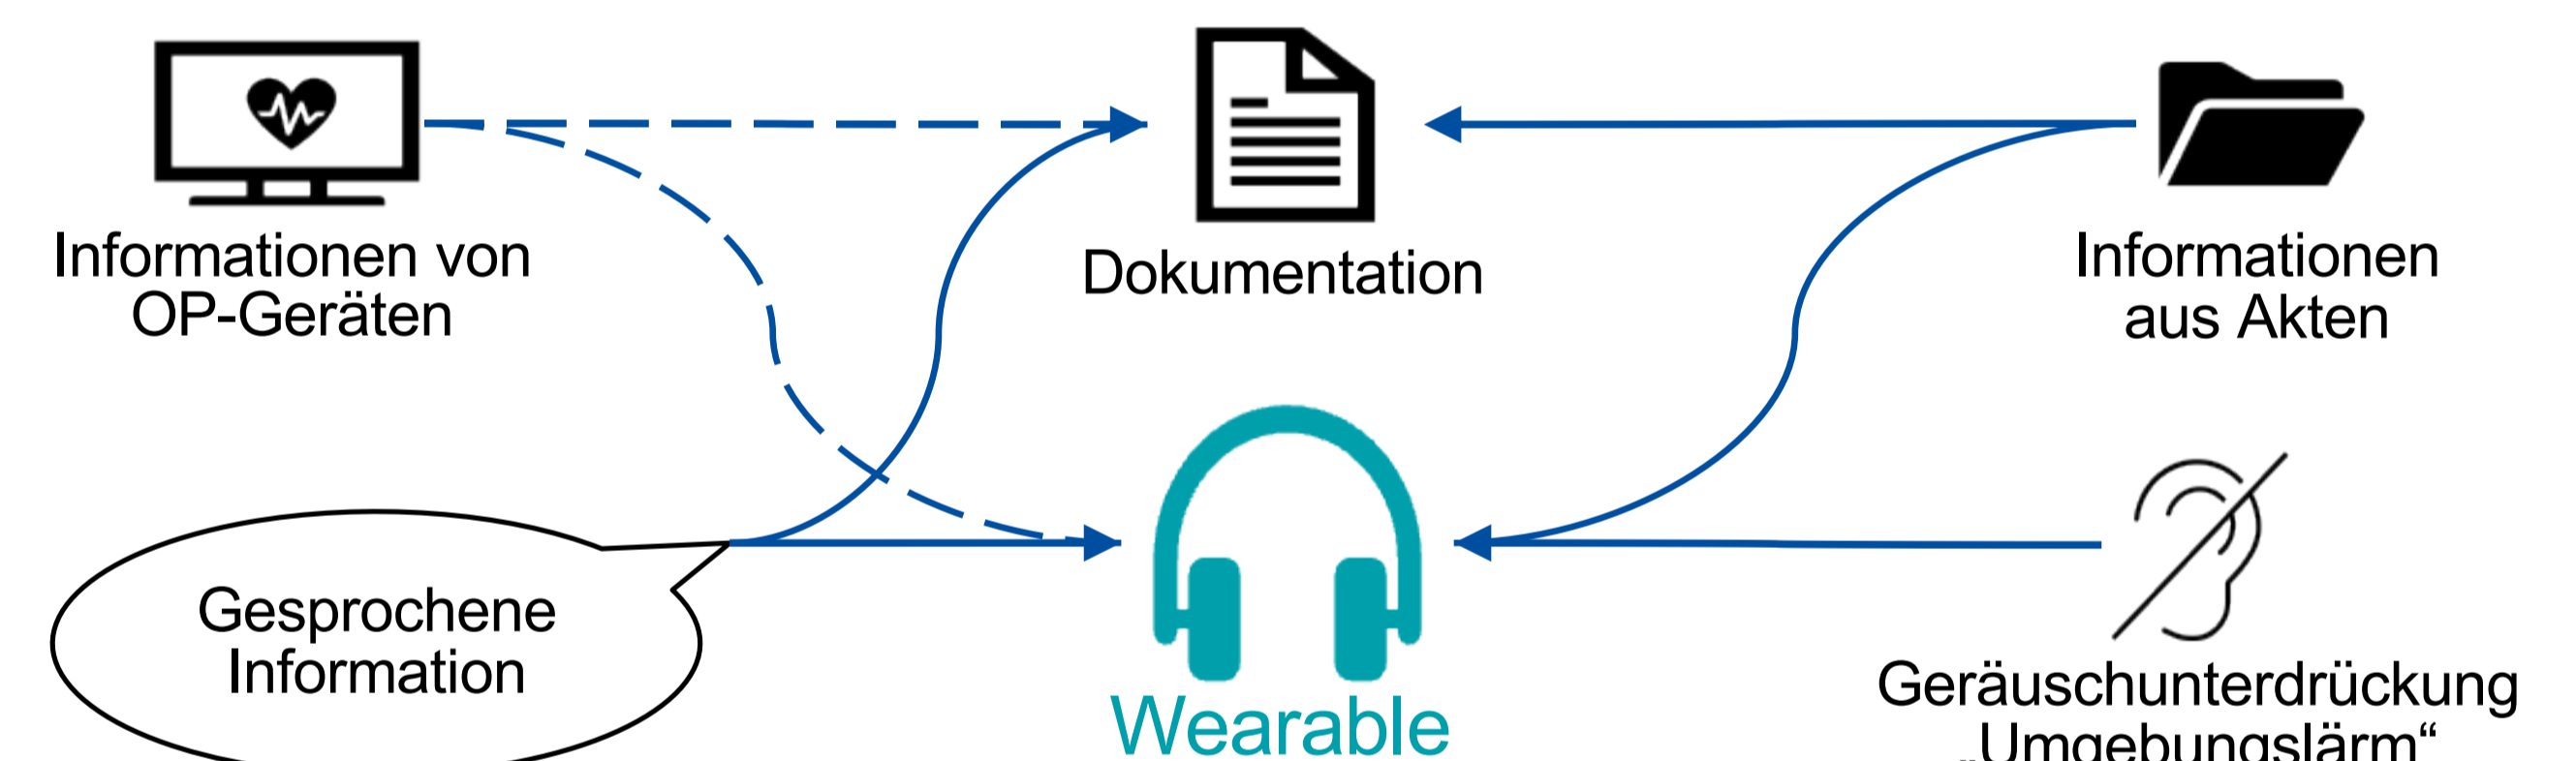 Informationen von
OP-Geräten
Dokumentation
Informationen
aus Akten
Gesprochene
Information
Wearable
Geräuschunterdrückung
„Umgebungslärm“